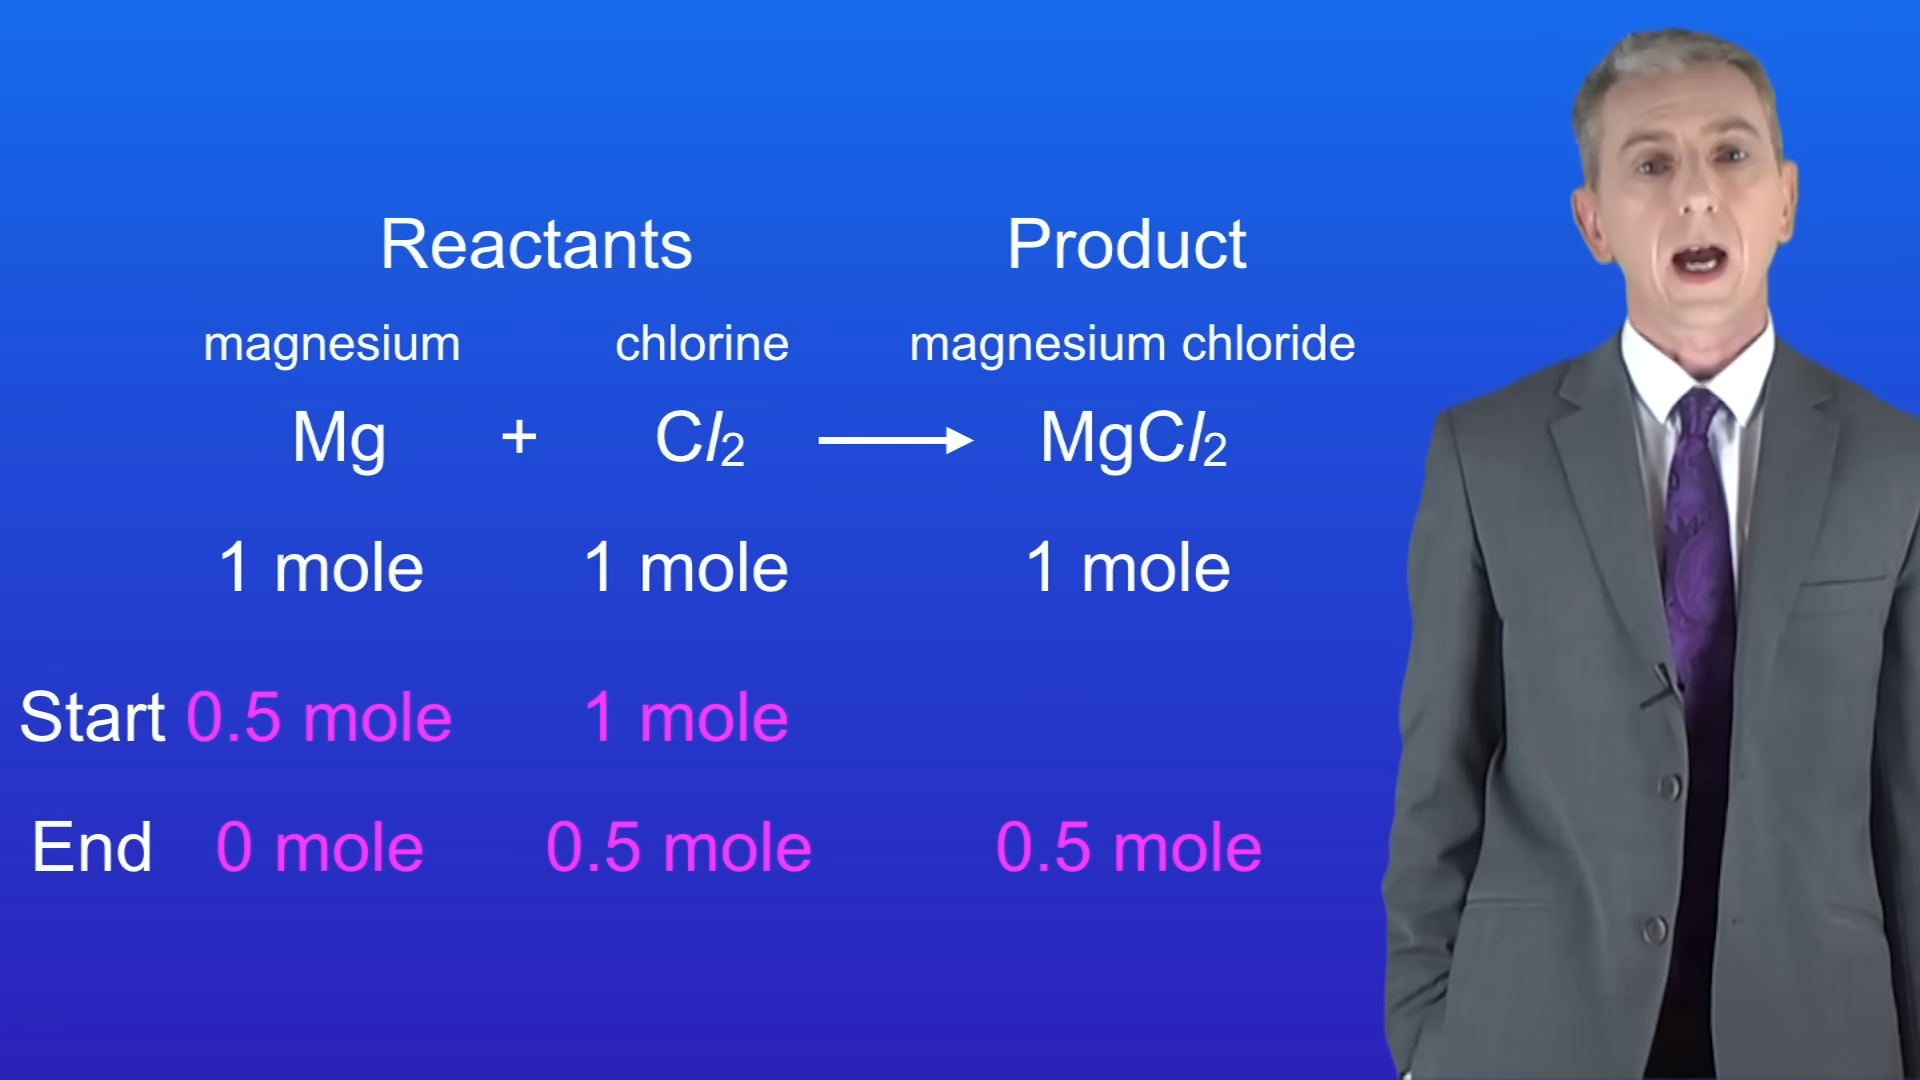 Reactants Product
magnesium chlorine magnesium chloride
Mg + Cl2 ⟶ MgCl2
1 mole 1 mole 1 mole
Start 0.5 mole 1 mole
End 0 mole 0.5 mole 0.5 mole